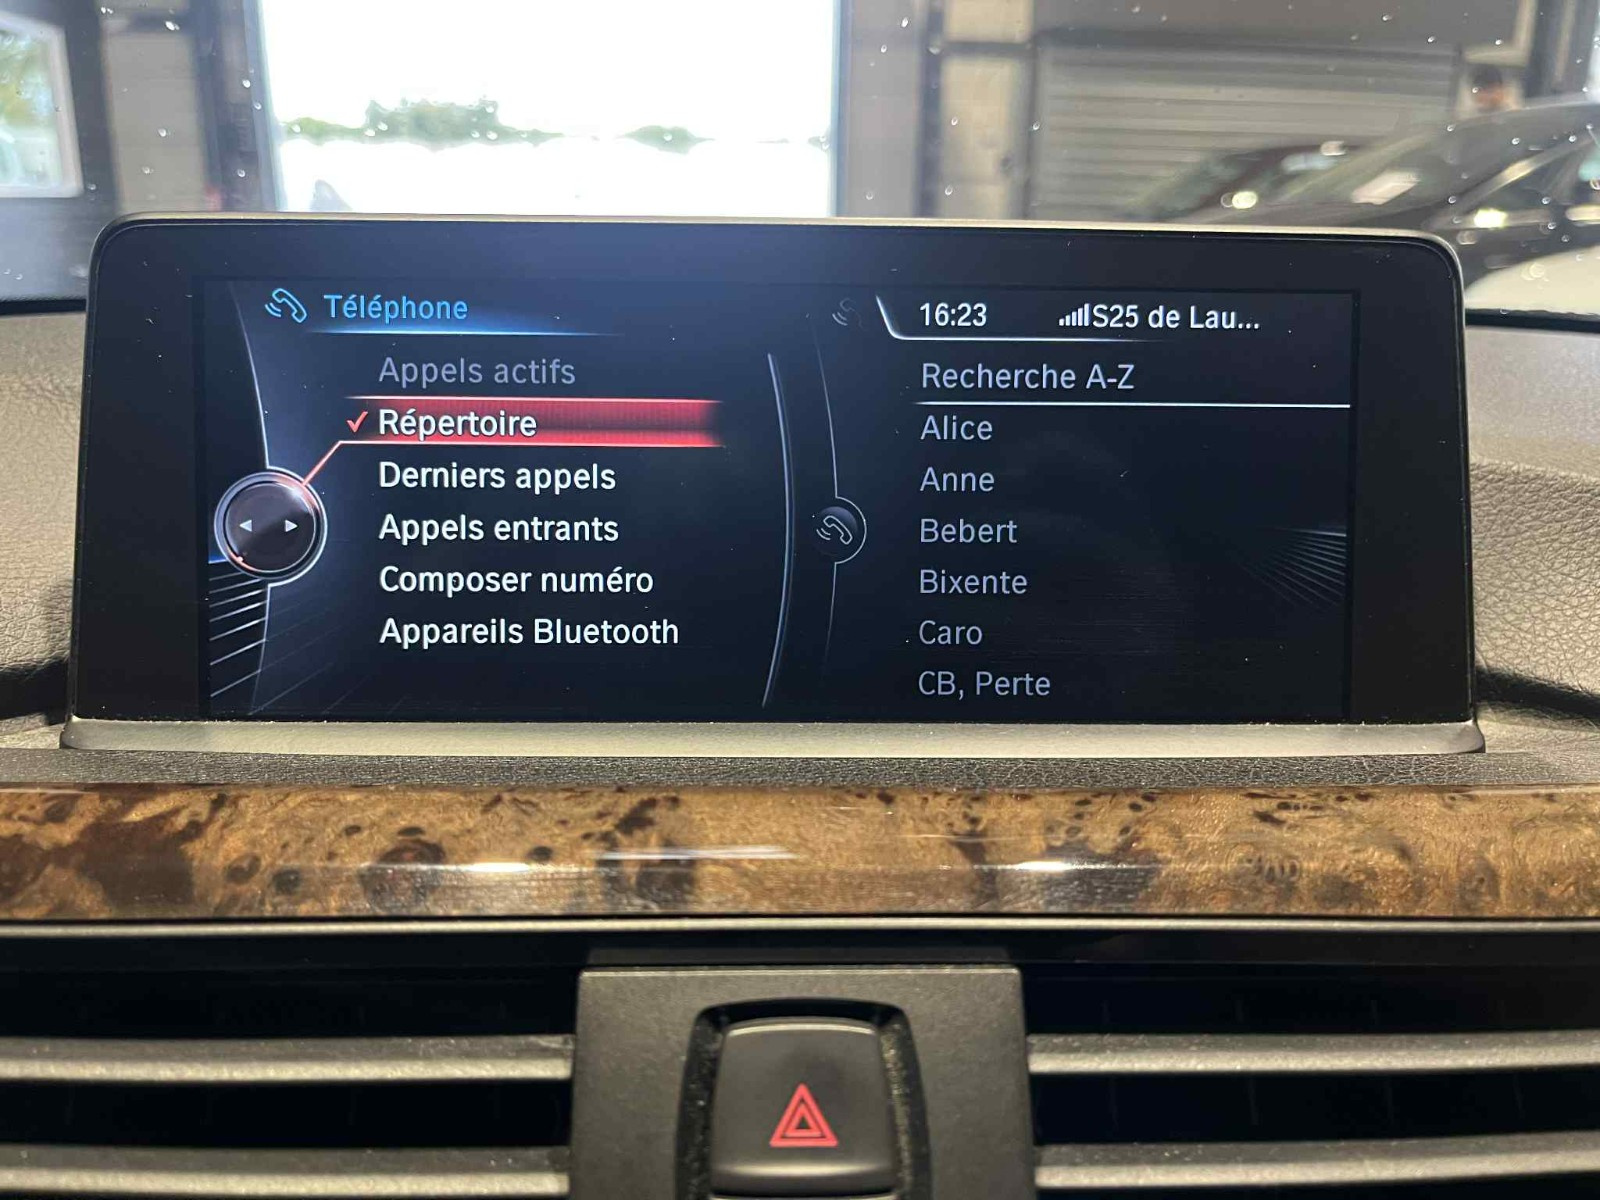 Téléphone
Appels actifs
Répertoire
Derniers appels
Appels entrants
Composer numéro
Appareils Bluetooth
16:23 S25 de Lau...
Recherche A-Z
Alice
Anne
Bebert
Bixente
Caro
CB, Perte